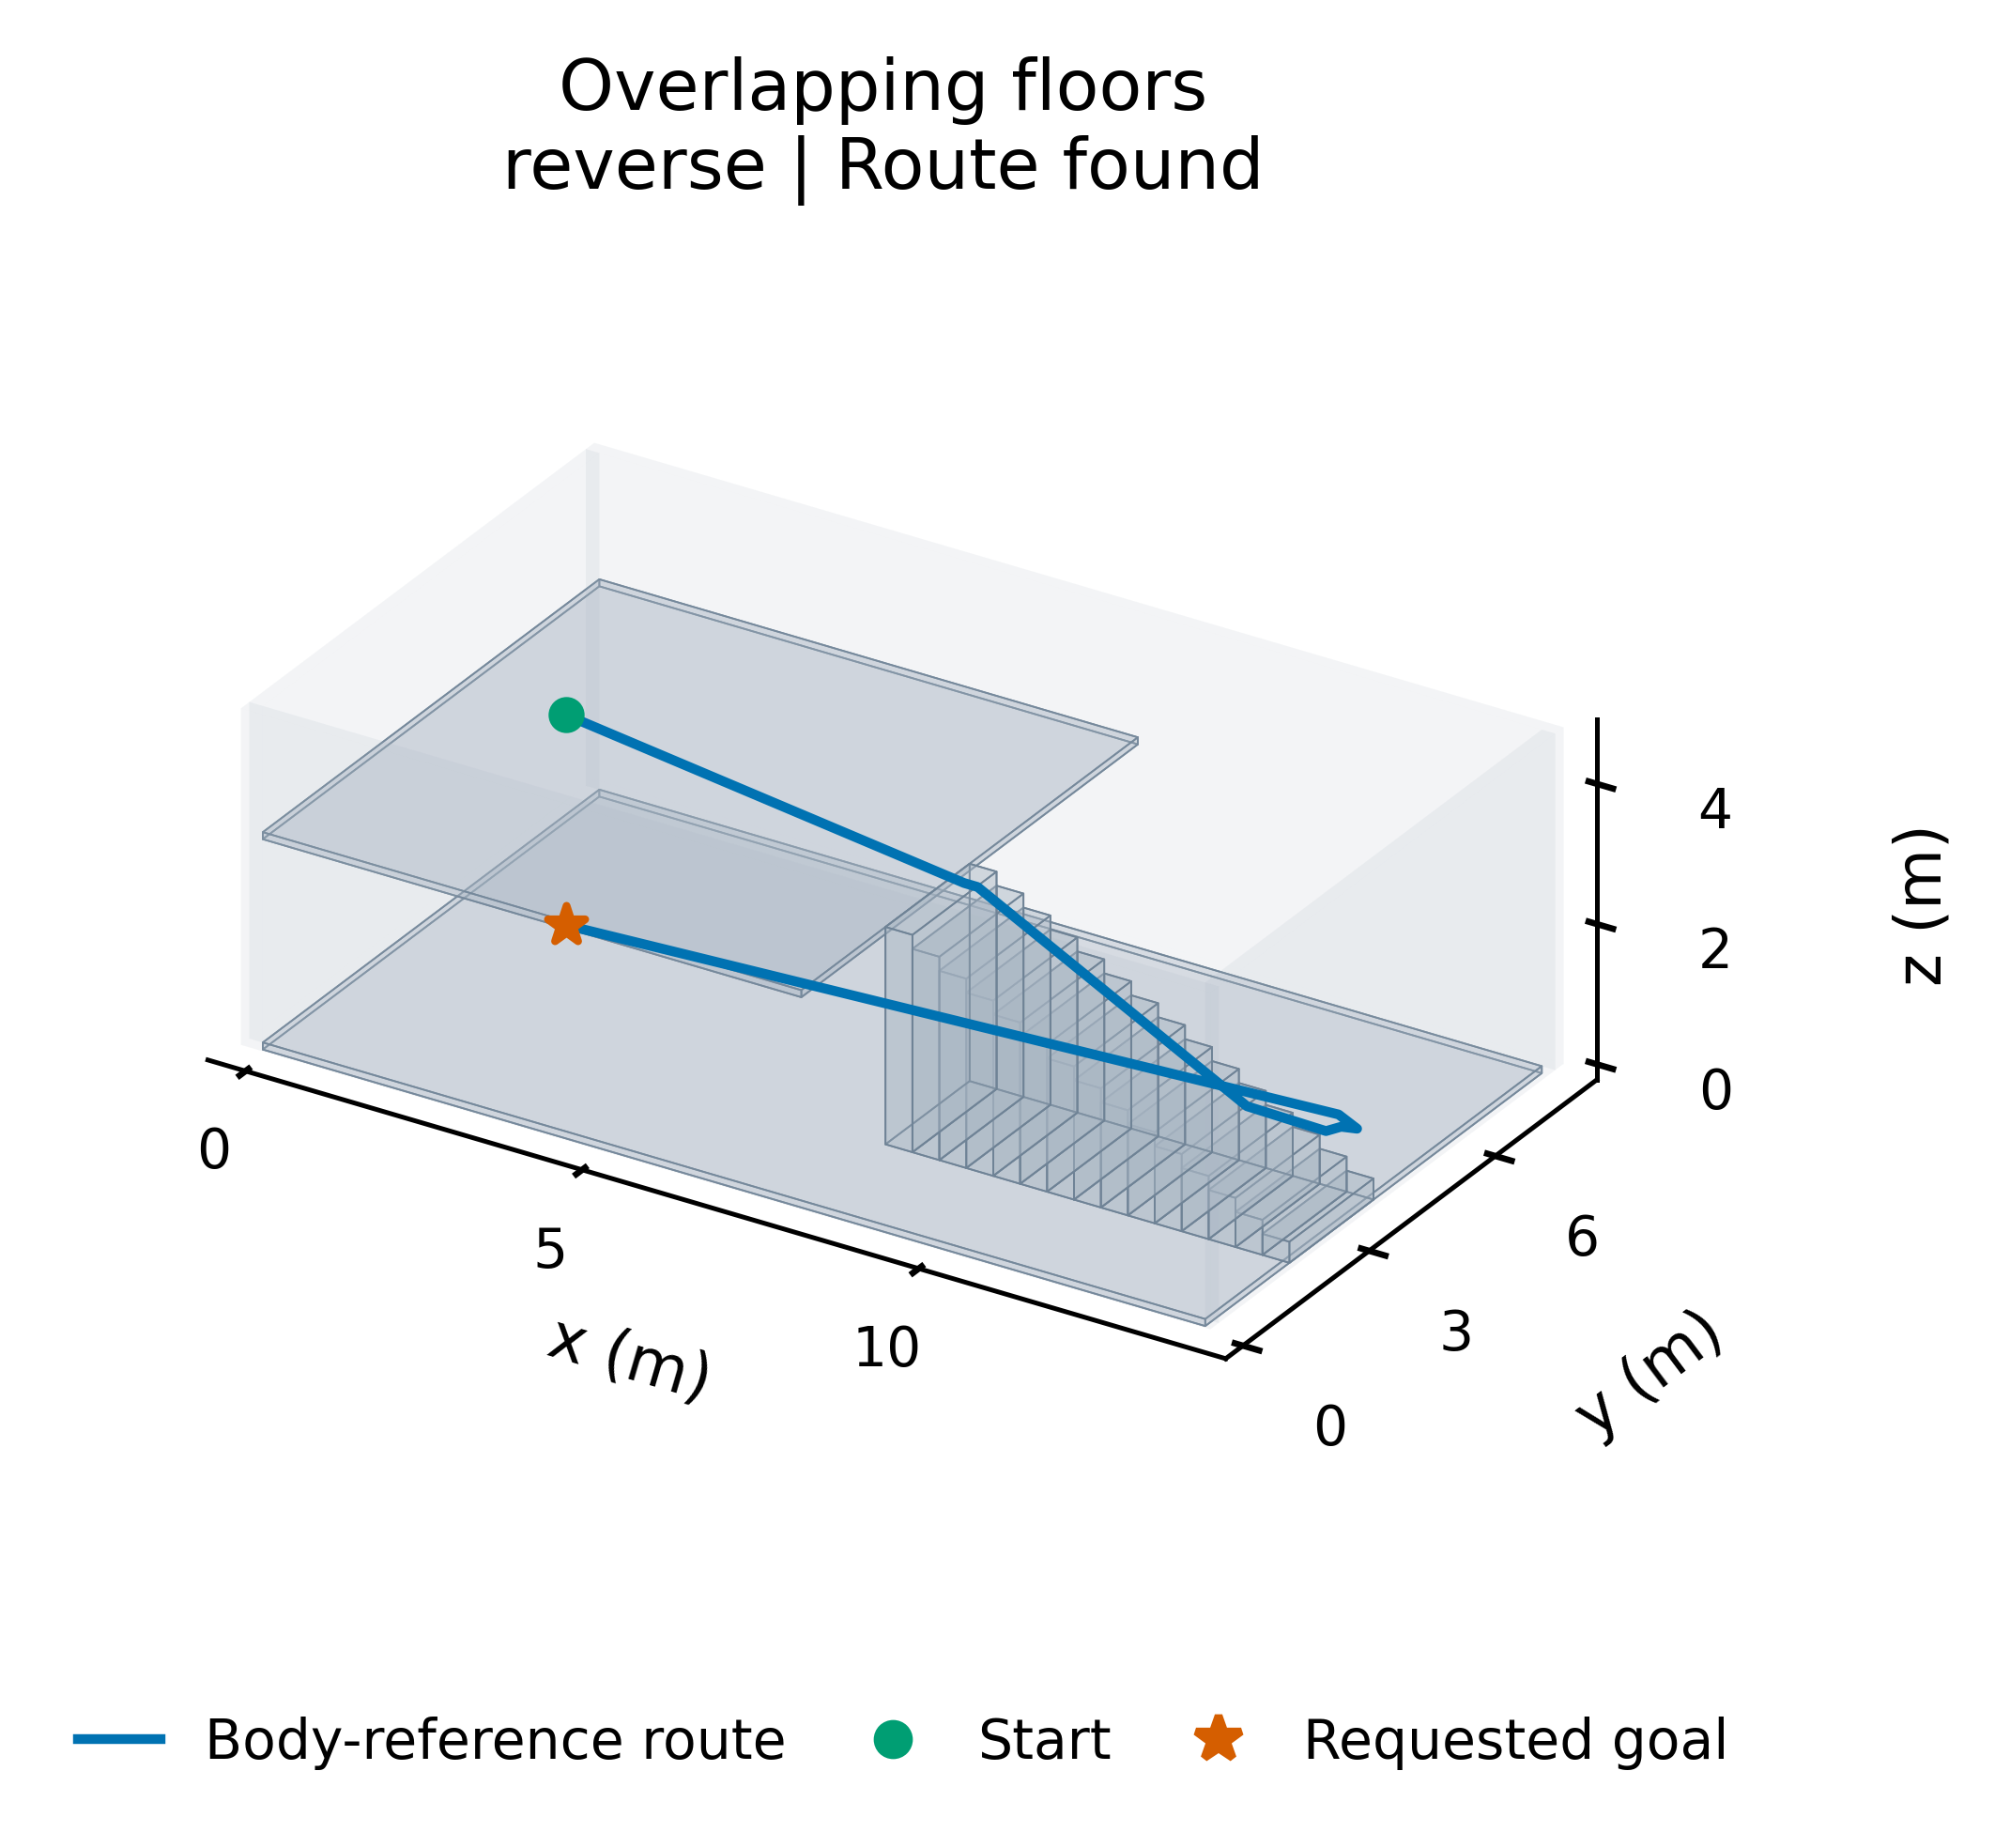 Overlapping floors
reverse | Route found
4
2
0
z (m)
0
5
10
x (m)
0
3
6
y (m)
Body-reference route
Start
Requested goal